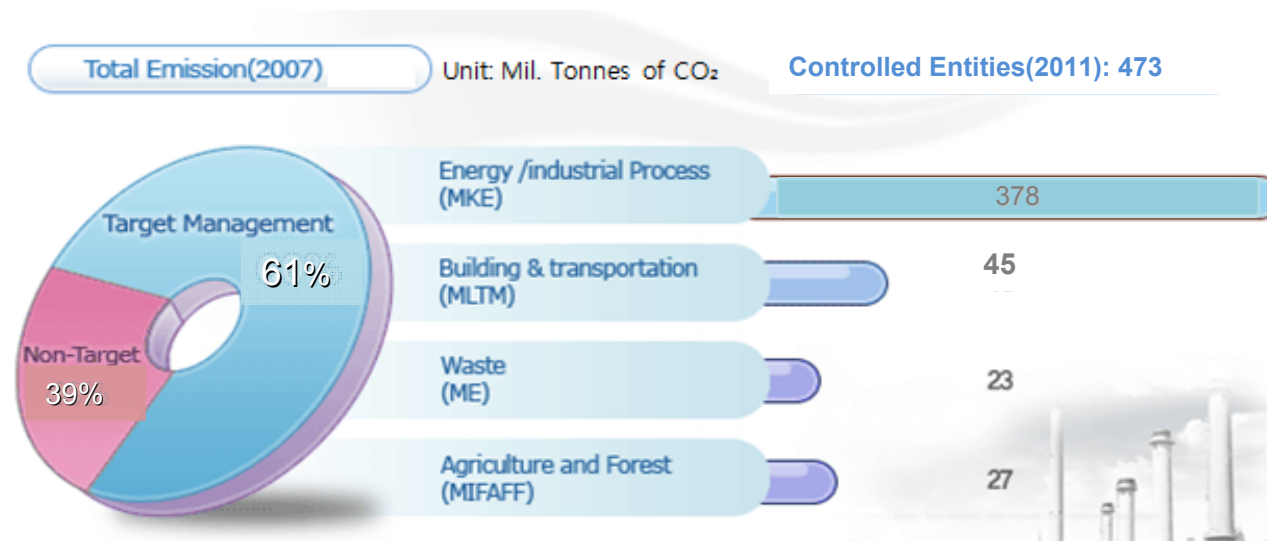 Total Emission(2007)
Unit: Mil. Tonnes of CO₂
Controlled Entities(2011): 473
Target Management
61%
Non-Target
39%
Energy /industrial Process
(MKE)
378
Building & transportation
(MLTM)
45
Waste
(ME)
23
Agriculture and Forest
(MIFAFF)
27